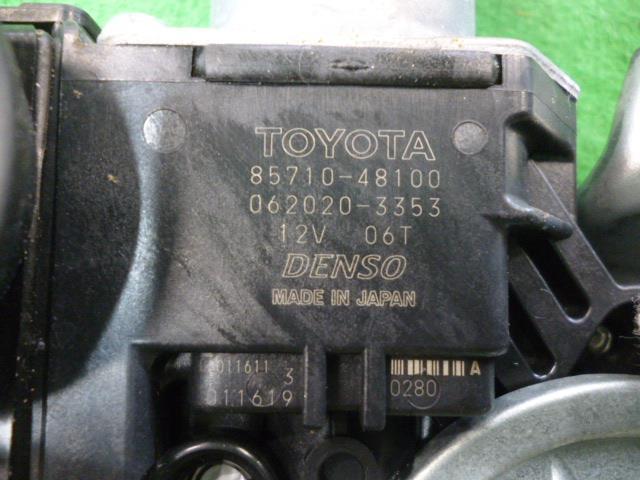 TOYOTA
85710-48100
062020-3353
12V 06T
DENSO
MADE IN JAPAN
011611
3
011619
A
0280